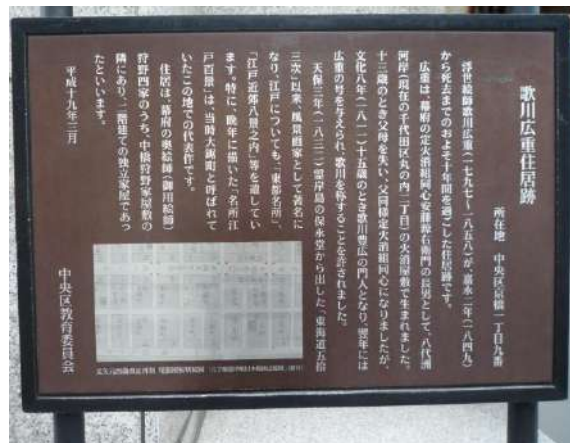 歌川広重住居跡
所在地 中央区京橋一丁目九番
浮世絵師歌川広重(一七九七~一八五八)が、嘉永二年(一八四九)
から死去までのおよそ十年間を過ごした住居跡です。
広重は、幕府の定火消組同心安藤源右衛門の長男として、八代洲
河岸(現在の千代田区丸の内二丁目)の火消屋敷で生まれました。
十三歳のとき父母を失い、父同様定火消組同心になりましたが、
文化八年(一八一一)十五歳のとき歌川豊広の門人となり、翌年には
広重の号を与えられ、歌川を称することを許されました。
天保三年(一八三二)霊岸島の保永堂から出した「東海道五拾
三次」以来、風景画家として著名に
なり、江戸についても、「東都名所」、
「江戸近郊八景之内」等を遺してい
ます。特に、晩年に描いた「名所江
戸百景」は、当時大鋸町と呼ばれて
いたこの地での代表作です。
住居は、幕府の奥絵師(御用絵師)
狩野四家のうち、中橋狩野家屋敷の
隣にあり、二階建ての独立家屋であっ
たといいます。
平成十九年三月
中央区教育委員会